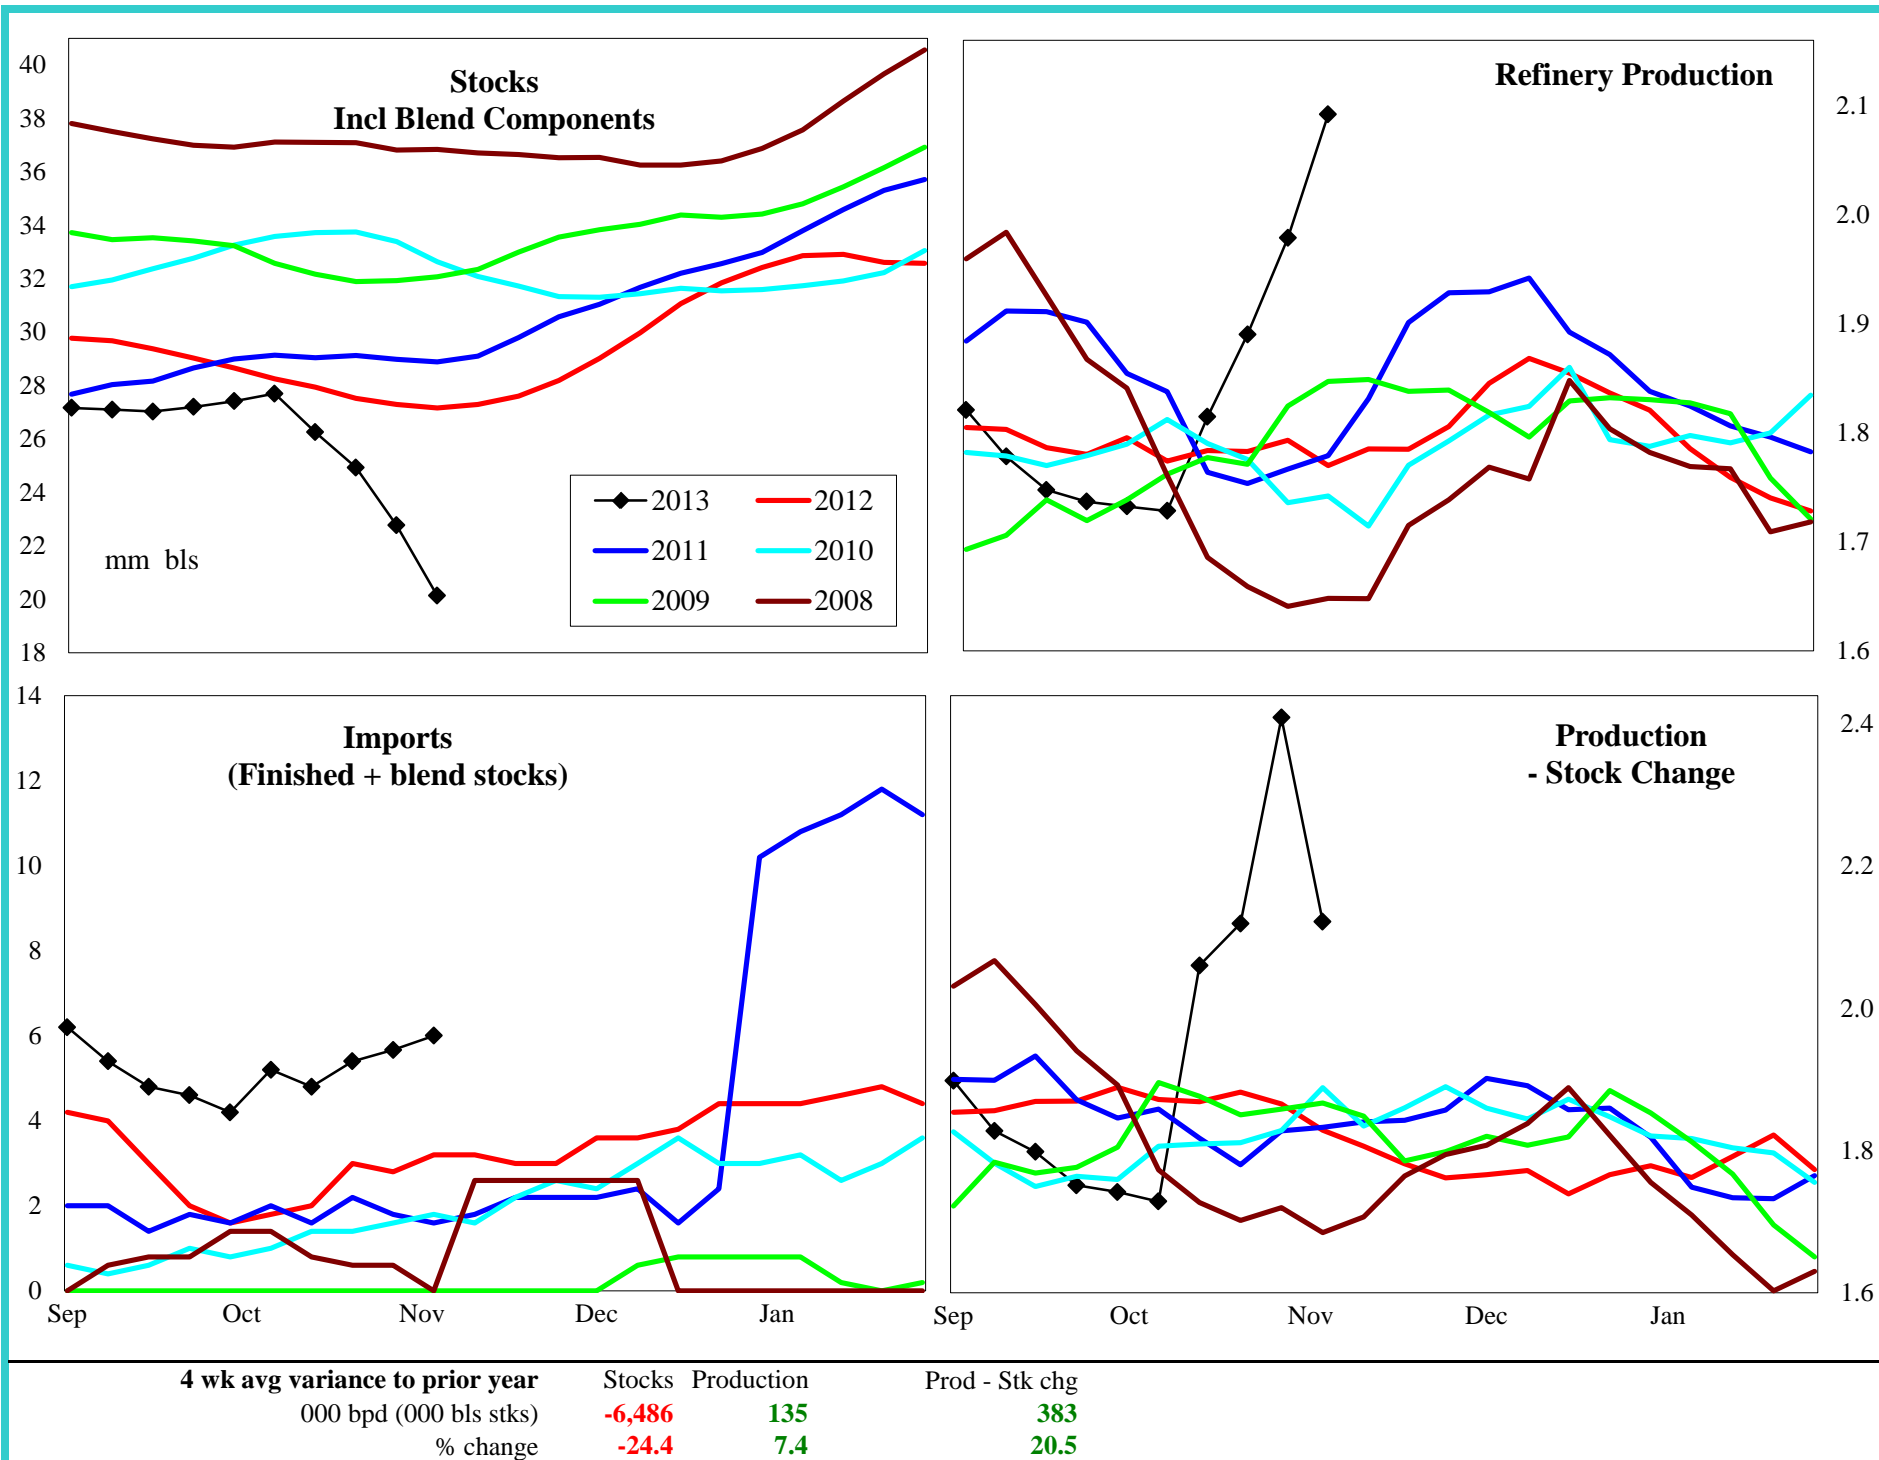 Stocks
Incl Blend Components
40
38
36
34
32
30
28
26
24
22
20
18
mm bls
2013 2012
2011 2010
2009 2008
Refinery Production
2.1
2.0
1.9
1.8
1.7
1.6
Imports
(Finished + blend stocks)
14
12
10
8
6
4
2
0
Sep Oct Nov Dec Jan
Production
- Stock Change
2.4
2.2
2.0
1.8
1.6
Sep Oct Nov Dec Jan
4 wk avg variance to prior year Stocks Production Prod - Stk chg
000 bpd (000 bls stks) -6,486 135 383
% change -24.4 7.4 20.5